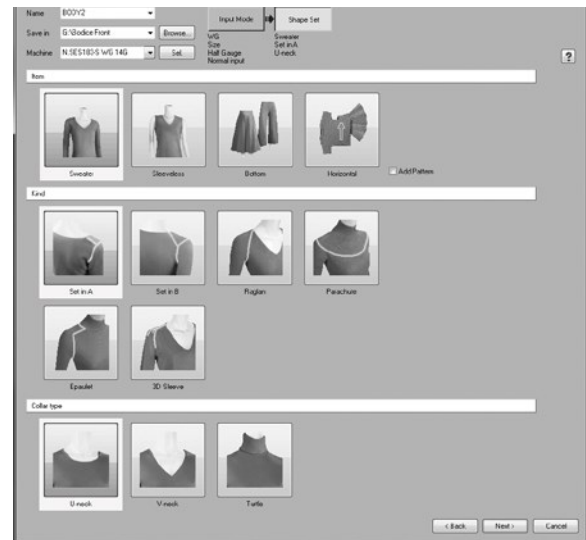 Name BODY2
Input Mode Shape Set
Save in G:\Bodice Front Browse...
WG Sweater
Size Set in A
Half Gauge U-neck
Normal input
Machine N.SES183-S WG 14G Sel.
?
Item
Sweater Sleeveless Bottom Horizontal Add Pattern
Kind
Set in A Set in B Raglan Parachute
Epaulet 3D Sleeve
Collar type
U-neck V-neck Turtle
< Back Next > Cancel